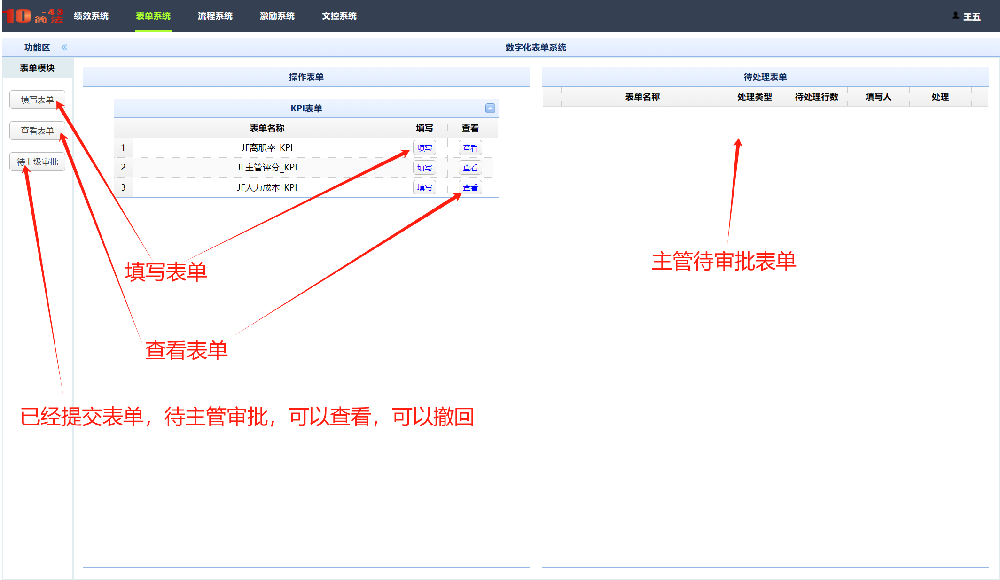 10 -43 简法 绩效系统 表单系统 流程系统 激励系统 文控系统 王五
功能区 数字化表单系统
表单模块
填写表单
查看表单
待上级审批
操作表单
KPI表单
表单名称 填写 查看
1 JF离职率_KPI 填写 查看
2 JF主管评分_KPI 填写 查看
3 JF人力成本_KPI 填写 查看
待处理表单
表单名称 处理类型 待处理行数 填写人 处理
主管待审批表单
填写表单
查看表单
已经提交表单，待主管审批，可以查看，可以撤回